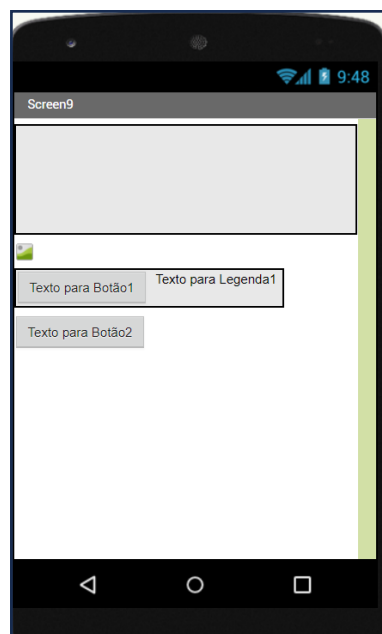 9:48
Screen9
Texto para Botão1
Texto para Legenda1
Texto para Botão2